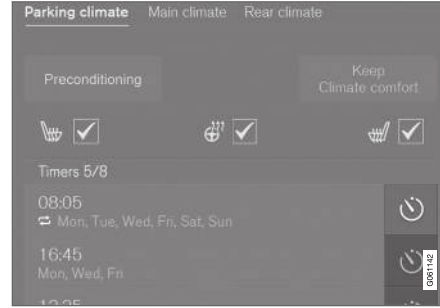 Parking climate Main climate Rear climate
Preconditioning
Keep
Climate comfort
Timers 5/8
08:05
Mon, Tue, Wed, Fri, Sat, Sun
16:45
Mon, Wed, Fri
G061142